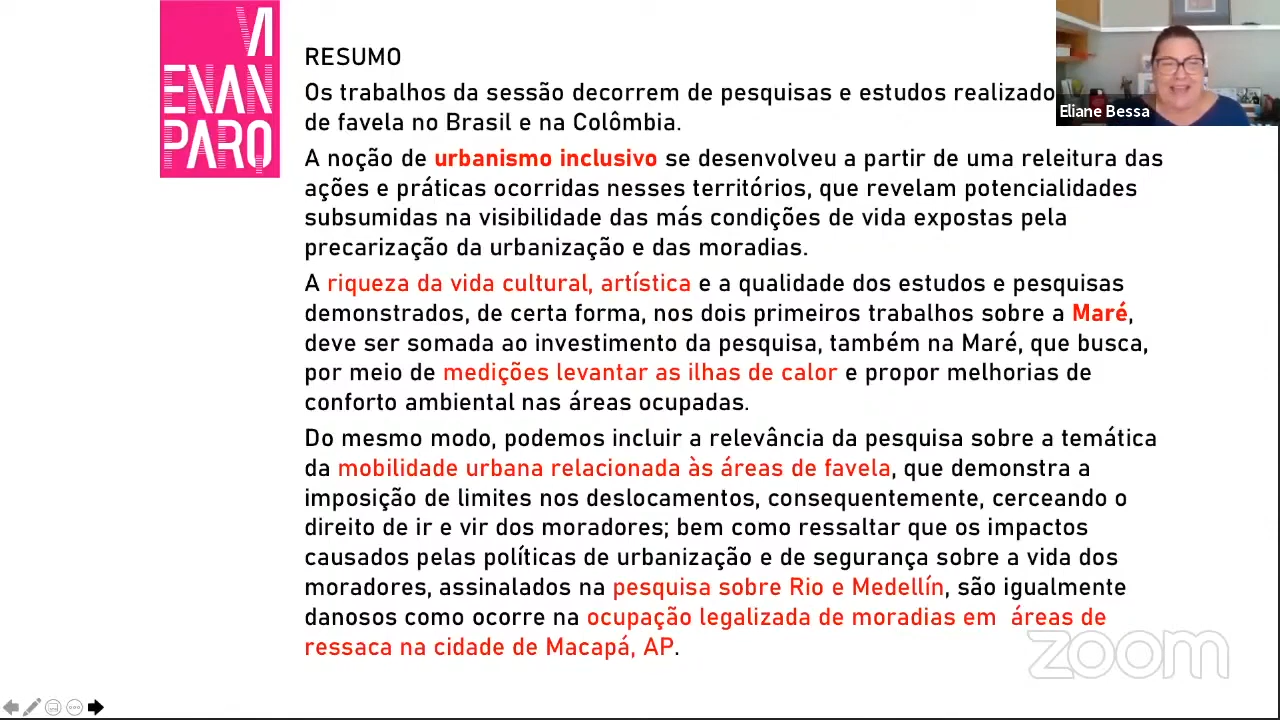 VI
ENAN
PARQ
RESUMO
Os trabalhos da sessão decorrem de pesquisas e estudos realizado
de favela no Brasil e na Colômbia.
A noção de urbanismo inclusivo se desenvolveu a partir de uma releitura das
ações e práticas ocorridas nesses territórios, que revelam potencialidades
subsumidas na visibilidade das más condições de vida expostas pela
precarização da urbanização e das moradias.
A riqueza da vida cultural, artística e a qualidade dos estudos e pesquisas
demonstrados, de certa forma, nos dois primeiros trabalhos sobre a Maré,
deve ser somada ao investimento da pesquisa, também na Maré, que busca,
por meio de medições levantar as ilhas de calor e propor melhorias de
conforto ambiental nas áreas ocupadas.
Do mesmo modo, podemos incluir a relevância da pesquisa sobre a temática
da mobilidade urbana relacionada às áreas de favela, que demonstra a
imposição de limites nos deslocamentos, consequentemente, cerceando o
direito de ir e vir dos moradores; bem como ressaltar que os impactos
causados pelas políticas de urbanização e de segurança sobre a vida dos
moradores, assinalados na pesquisa sobre Rio e Medellín, são igualmente
danosos como ocorre na ocupação legalizada de moradias em áreas de
ressaca na cidade de Macapá, AP.
Eliane Bessa
zoom